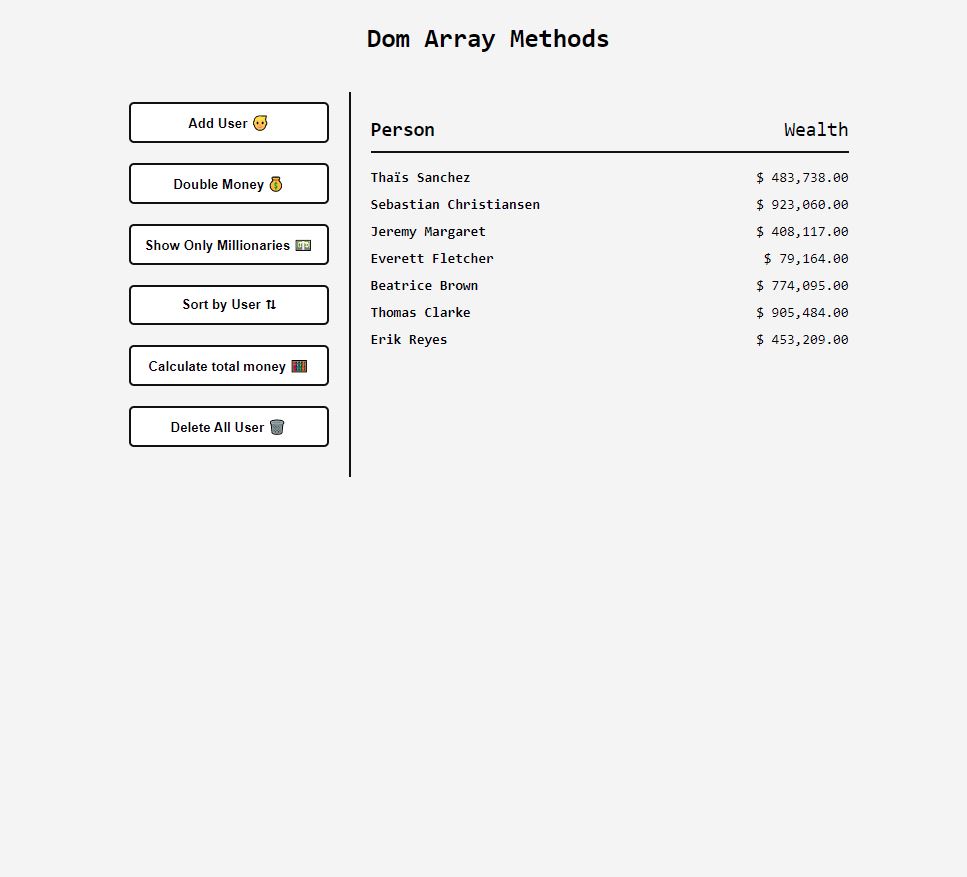 Dom Array Methods
Add User 👱
Double Money 💰
Show Only Millionaries 💵
Sort by User ⇅
Calculate total money 🧮
Delete All User 🗑️
Person Wealth
Thaïs Sanchez $ 483,738.00
Sebastian Christiansen $ 923,060.00
Jeremy Margaret $ 408,117.00
Everett Fletcher $ 79,164.00
Beatrice Brown $ 774,095.00
Thomas Clarke $ 905,484.00
Erik Reyes $ 453,209.00